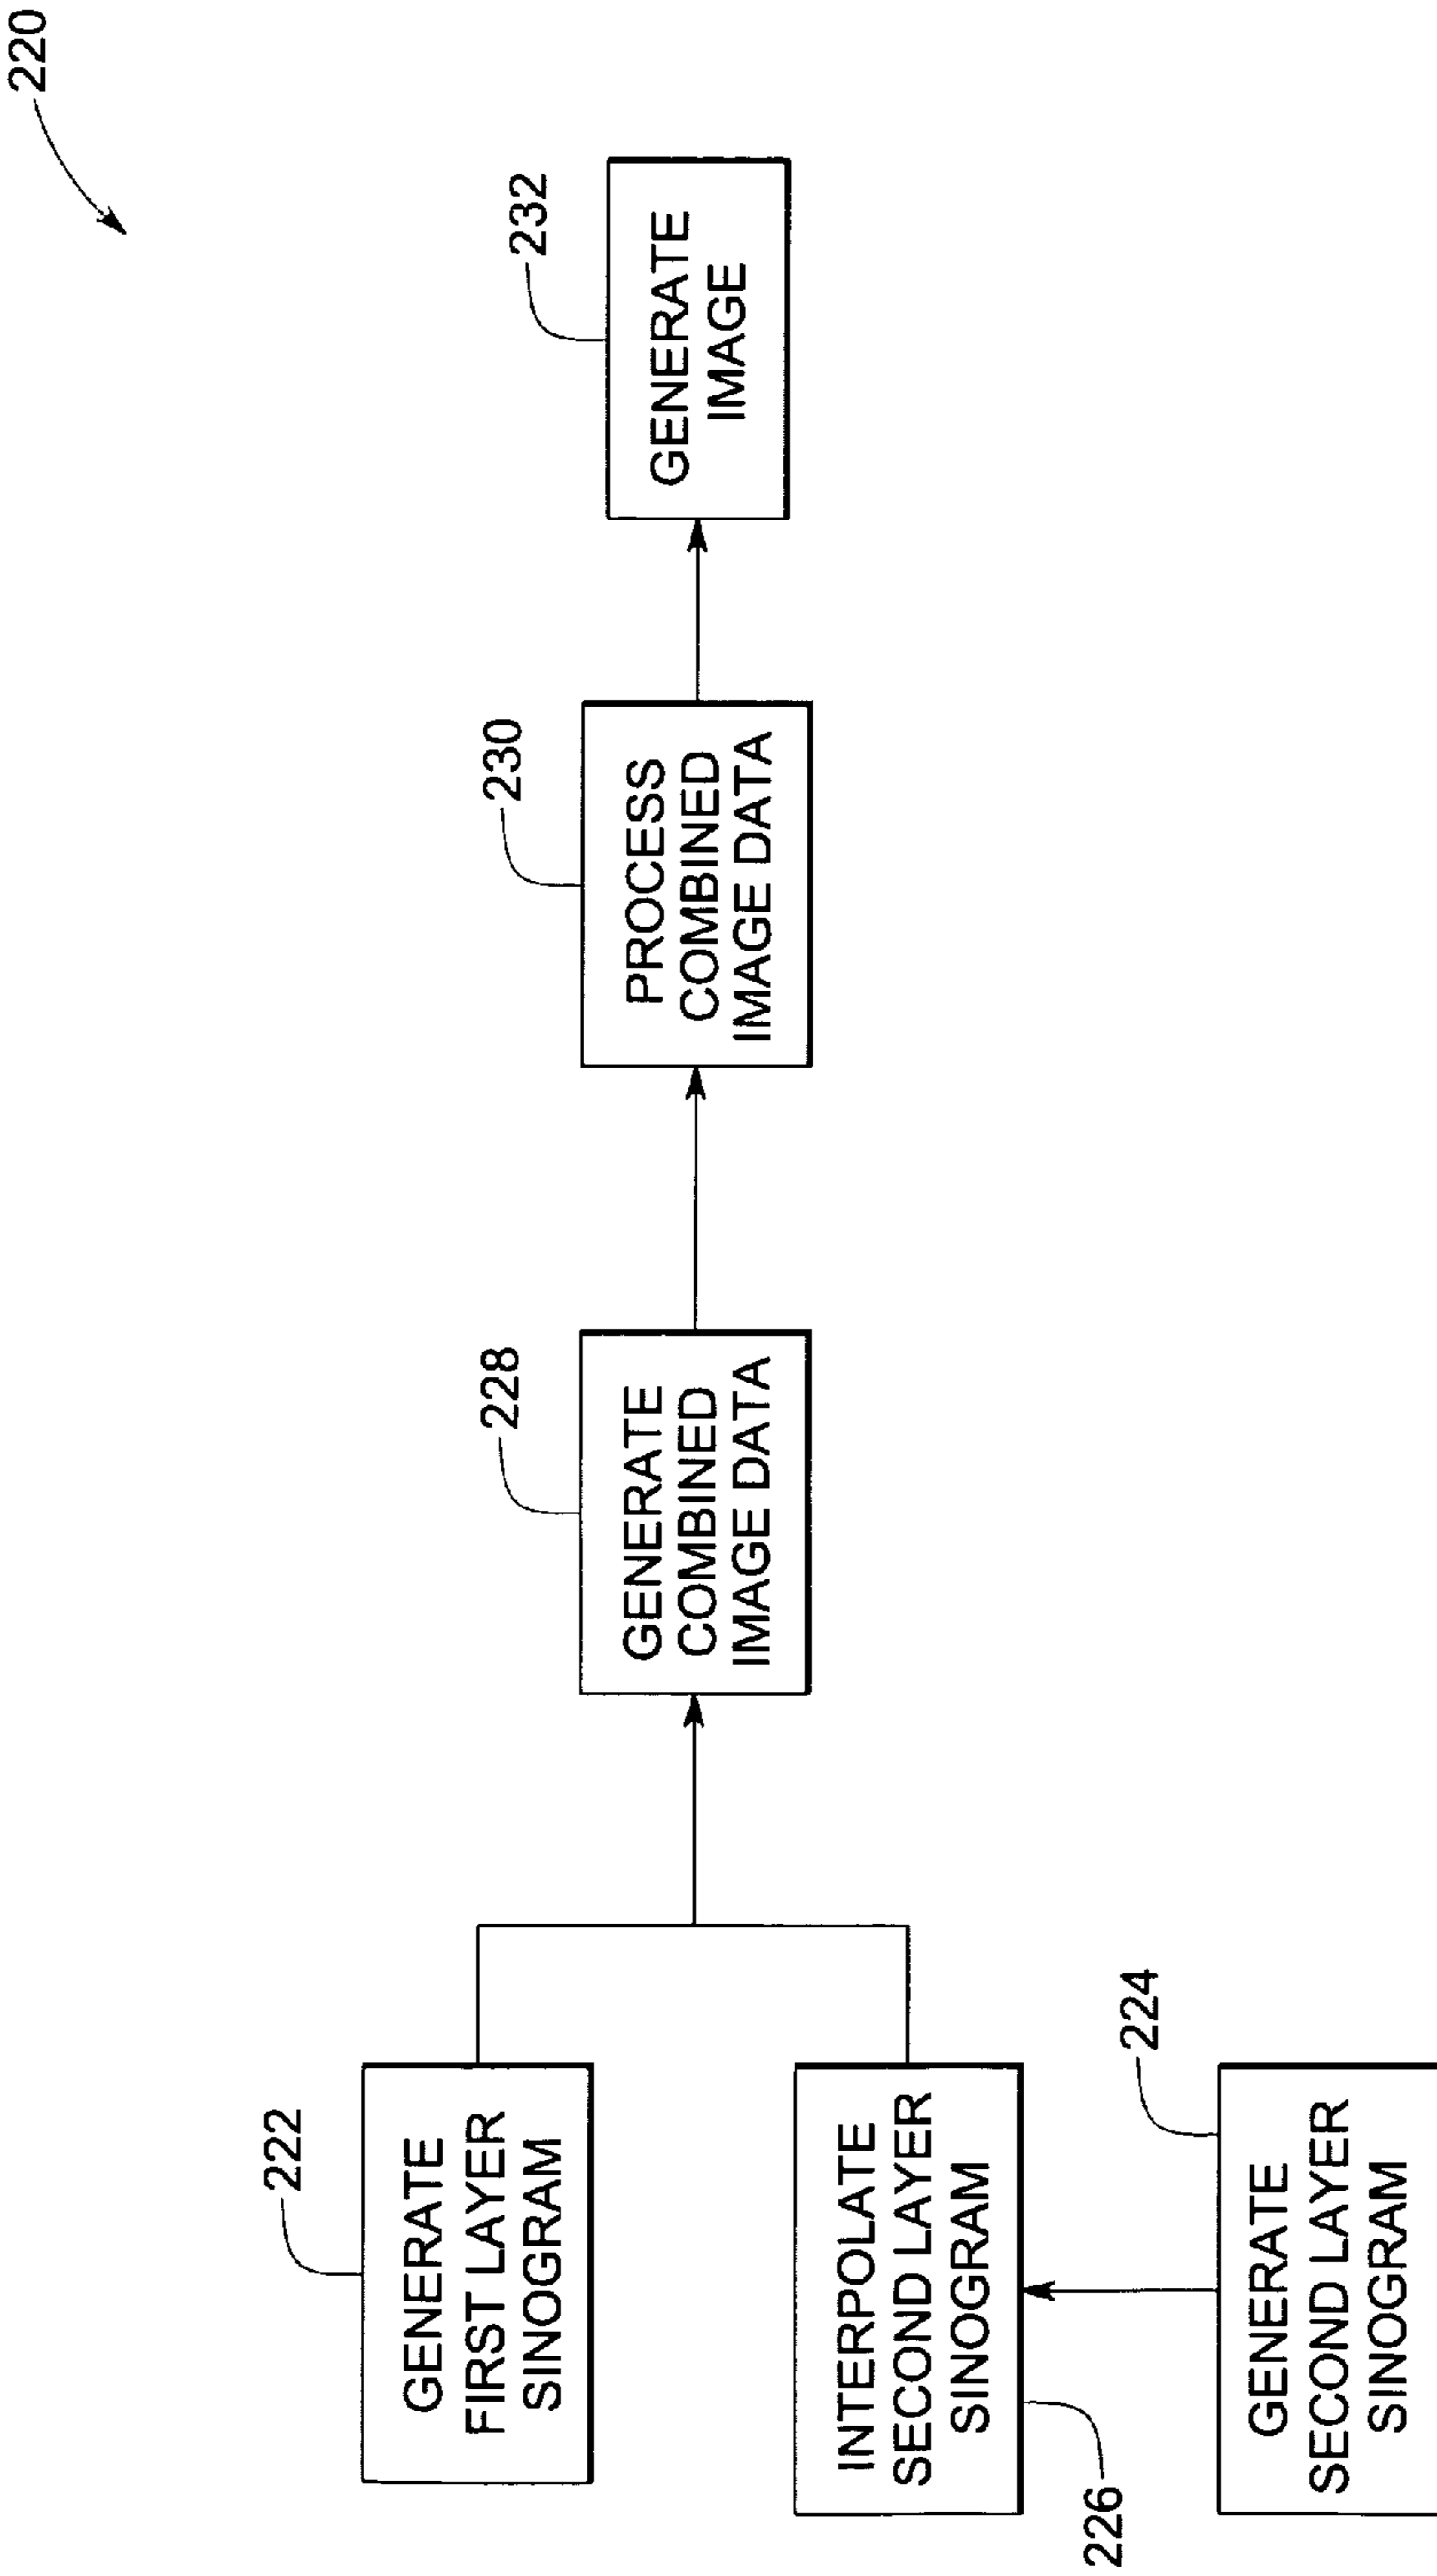 220
222
GENERATE
FIRST LAYER
SINOGRAM
INTERPOLATE
SECOND LAYER
SINOGRAM
226
224
GENERATE
SECOND LAYER
SINOGRAM
228
GENERATE
COMBINED
IMAGE DATA
230
PROCESS
COMBINED
IMAGE DATA
232
GENERATE
IMAGE